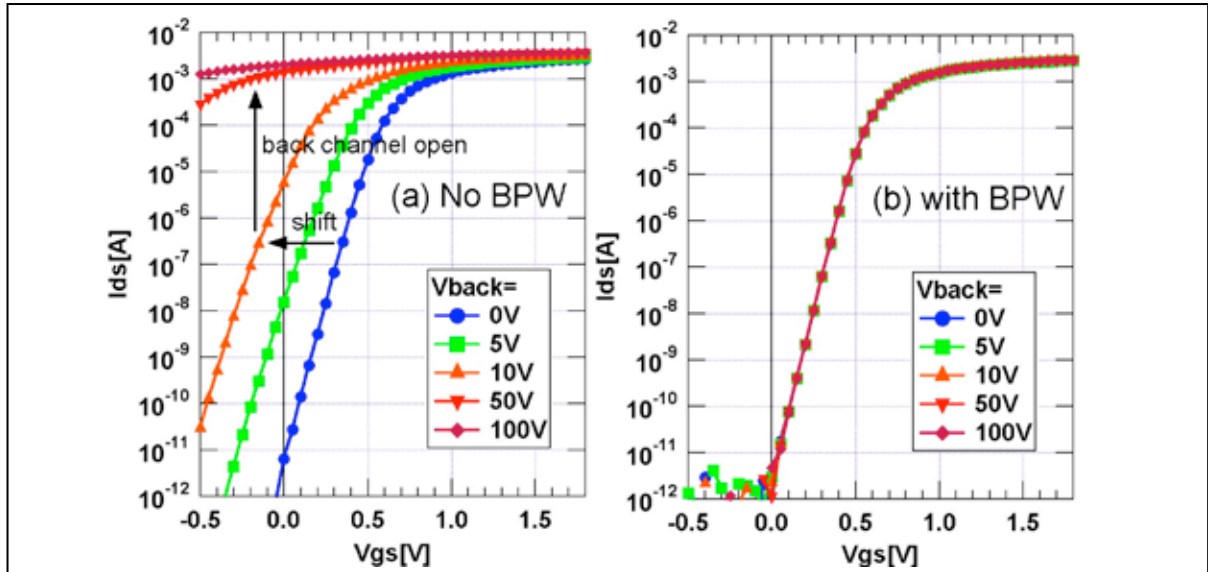 10⁻²
10⁻³
10⁻⁴
10⁻⁵
10⁻⁶
10⁻⁷
10⁻⁸
10⁻⁹
10⁻¹⁰
10⁻¹¹
10⁻¹²
Ids[A]
back channel open
(a) No BPW
shift
Vback=
0V
5V
10V
50V
100V
-0.5
0.0
0.5
1.0
1.5
Vgs[V]
10⁻²
10⁻³
10⁻⁴
10⁻⁵
10⁻⁶
10⁻⁷
10⁻⁸
10⁻⁹
10⁻¹⁰
10⁻¹¹
10⁻¹²
Ids[A]
(b) with BPW
Vback=
0V
5V
10V
50V
100V
-0.5
0.0
0.5
1.0
1.5
Vgs[V]